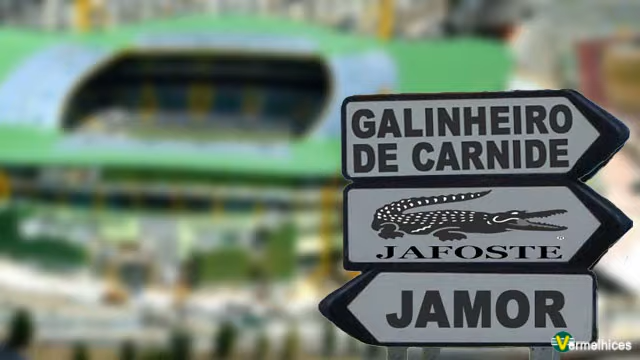 GALINHEIRO
DE CARNIDE
JAFOSTE
JAMOR
Vermelhices